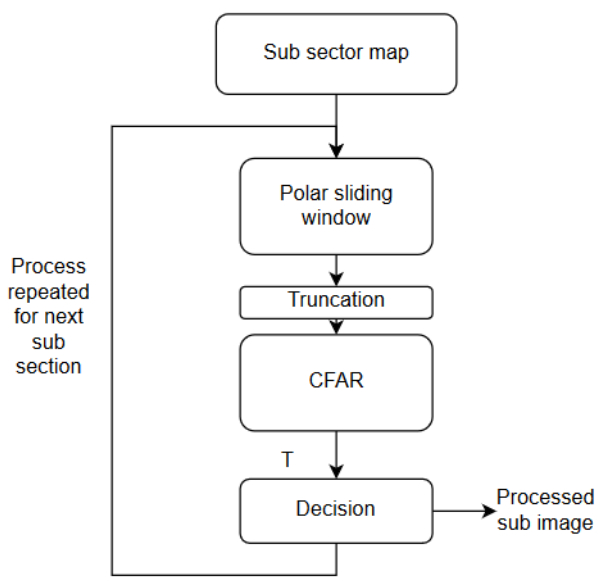 Sub sector map
Polar sliding
window
Truncation
Process
repeated
for next
sub
section
CFAR
T
Decision
Processed
sub image